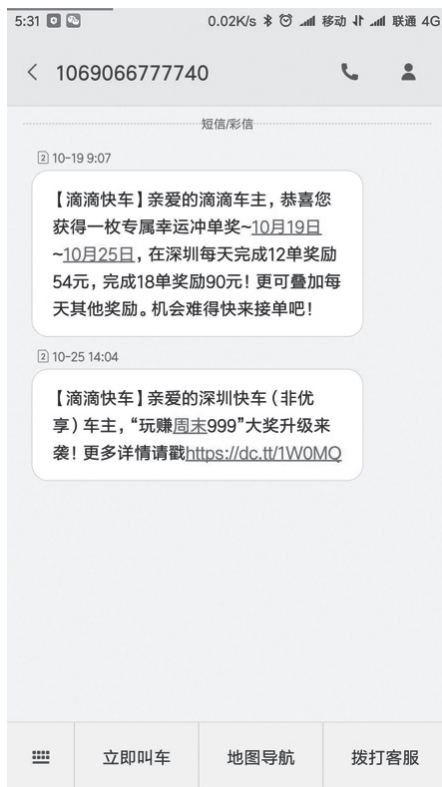 5:31 0.02K/s 移动 联通 4G
1069066777740
短信/彩信
2 10-19 9:07
【滴滴快车】亲爱的滴滴车主，恭喜您
获得一枚专属幸运冲单奖~10月19日
~10月25日，在深圳每天完成12单奖励
54元，完成18单奖励90元！更可叠加每
天其他奖励。机会难得快来接单吧！
2 10-25 14:04
【滴滴快车】亲爱的深圳快车（非优
享）车主，“玩赚周末999”大奖升级来
袭！更多详情请戳https://dc.tt/1W0MQ
立即叫车 地图导航 拨打客服